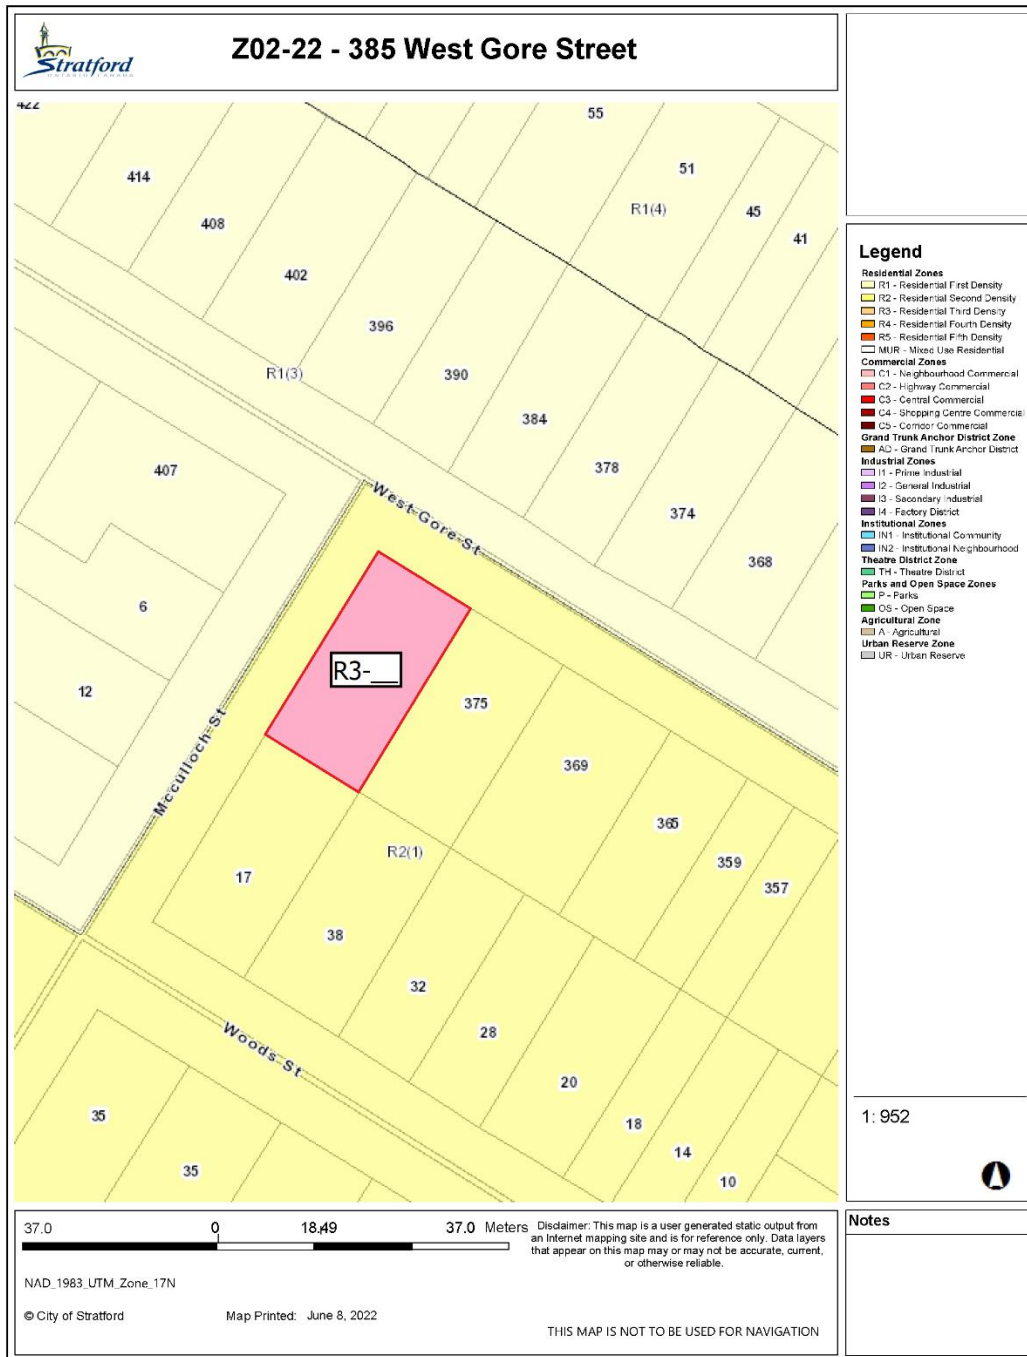 Stratford
ONTARIO CANADA
Z02-22 - 385 West Gore Street
422
55
414
51
408
R1(4)
45
41
402
396
R1(3)
390
384
407
378
West Gore St
374
368
6
R3-__
12
375
Mcculloch St
369
365
R2(1)
359
17
357
38
32
28
Woods St
20
35
18
14
35
10
Legend
Residential Zones
R1 - Residential First Density
R2 - Residential Second Density
R3 - Residential Third Density
R4 - Residential Fourth Density
R5 - Residential Fifth Density
MUR - Mixed Use Residential
Commercial Zones
C1 - Neighbourhood Commercial
C2 - Highway Commercial
C3 - Central Commercial
C4 - Shopping Centre Commercial
C5 - Corridor Commercial
Grand Trunk Anchor District Zone
AD - Grand Trunk Anchor District
Industrial Zones
I1 - Prime Industrial
I2 - General Industrial
I3 - Secondary Industrial
I4 - Factory District
Institutional Zones
IN1 - Institutional Community
IN2 - Institutional Neighbourhood
Theatre District Zone
TH - Theatre District
Parks and Open Space Zones
P - Parks
OS - Open Space
Agricultural Zone
A - Agricultural
Urban Reserve Zone
UR - Urban Reserve
1: 952
37.0 0 18.49 37.0 Meters
NAD_1983_UTM_Zone_17N
© City of Stratford Map Printed: June 8, 2022
Disclaimer: This map is a user generated static output from
an Internet mapping site and is for reference only. Data layers
that appear on this map may or may not be accurate, current,
or otherwise reliable.
THIS MAP IS NOT TO BE USED FOR NAVIGATION
Notes